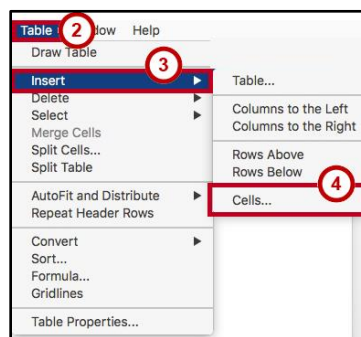 Table 2 dow Help
Draw Table
3
Insert
Delete
Select
Merge Cells
Split Cells...
Split Table
AutoFit and Distribute
Repeat Header Rows
Convert
Sort...
Formula...
Gridlines
Table Properties...
Table...
Columns to the Left
Columns to the Right
Rows Above
Rows Below
4
Cells...